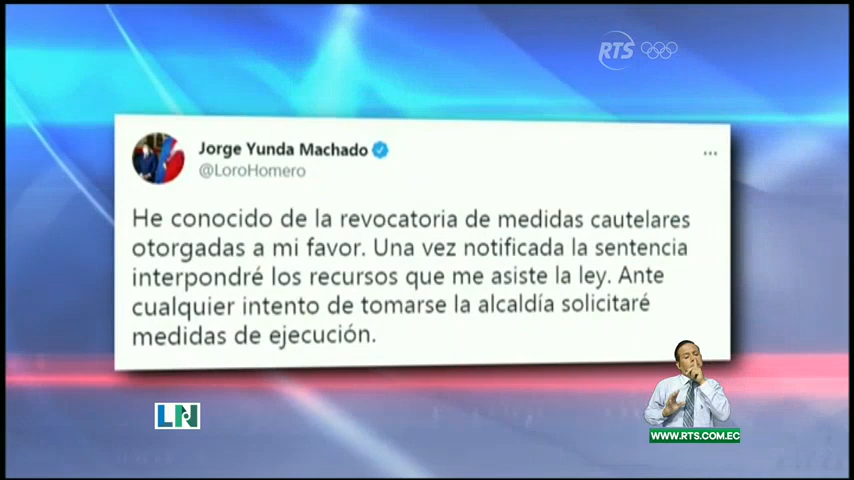 RTS
Jorge Yunda Machado
@LoroHomero
He conocido de la revocatoria de medidas cautelares
otorgadas a mi favor. Una vez notificada la sentencia
interpondré los recursos que me asiste la ley. Ante
cualquier intento de tomarse la alcaldía solicitaré
medidas de ejecución.
LN
WWW.RTS.COM.EC